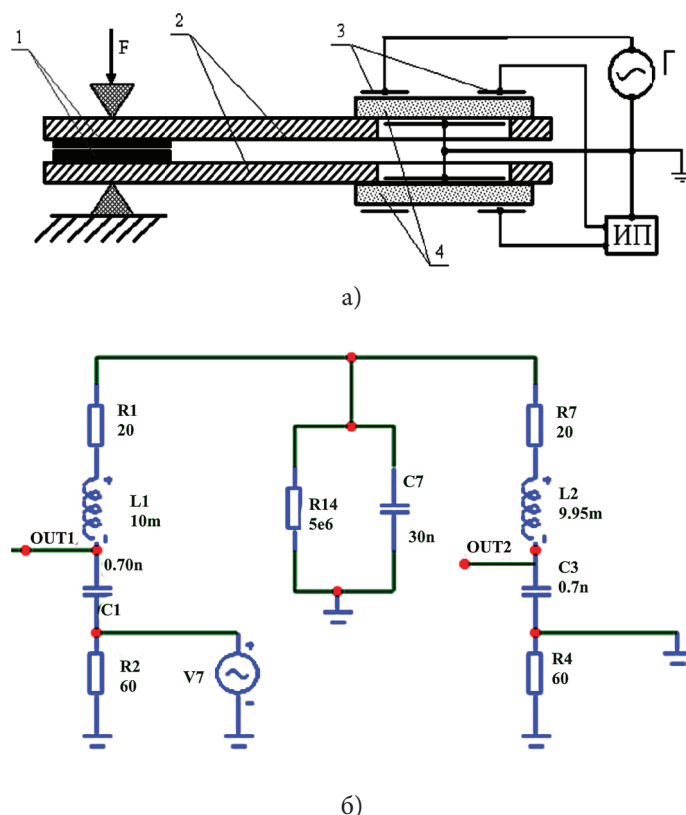 1
F
2
3
Г
ИП
4
а)
R1
20
R7
20
L1
10m
R14
5e6
C7
30n
L2
9.95m
OUT1
0.70n
C1
OUT2
C3
0.7n
R2
60
V7
R4
60
б)